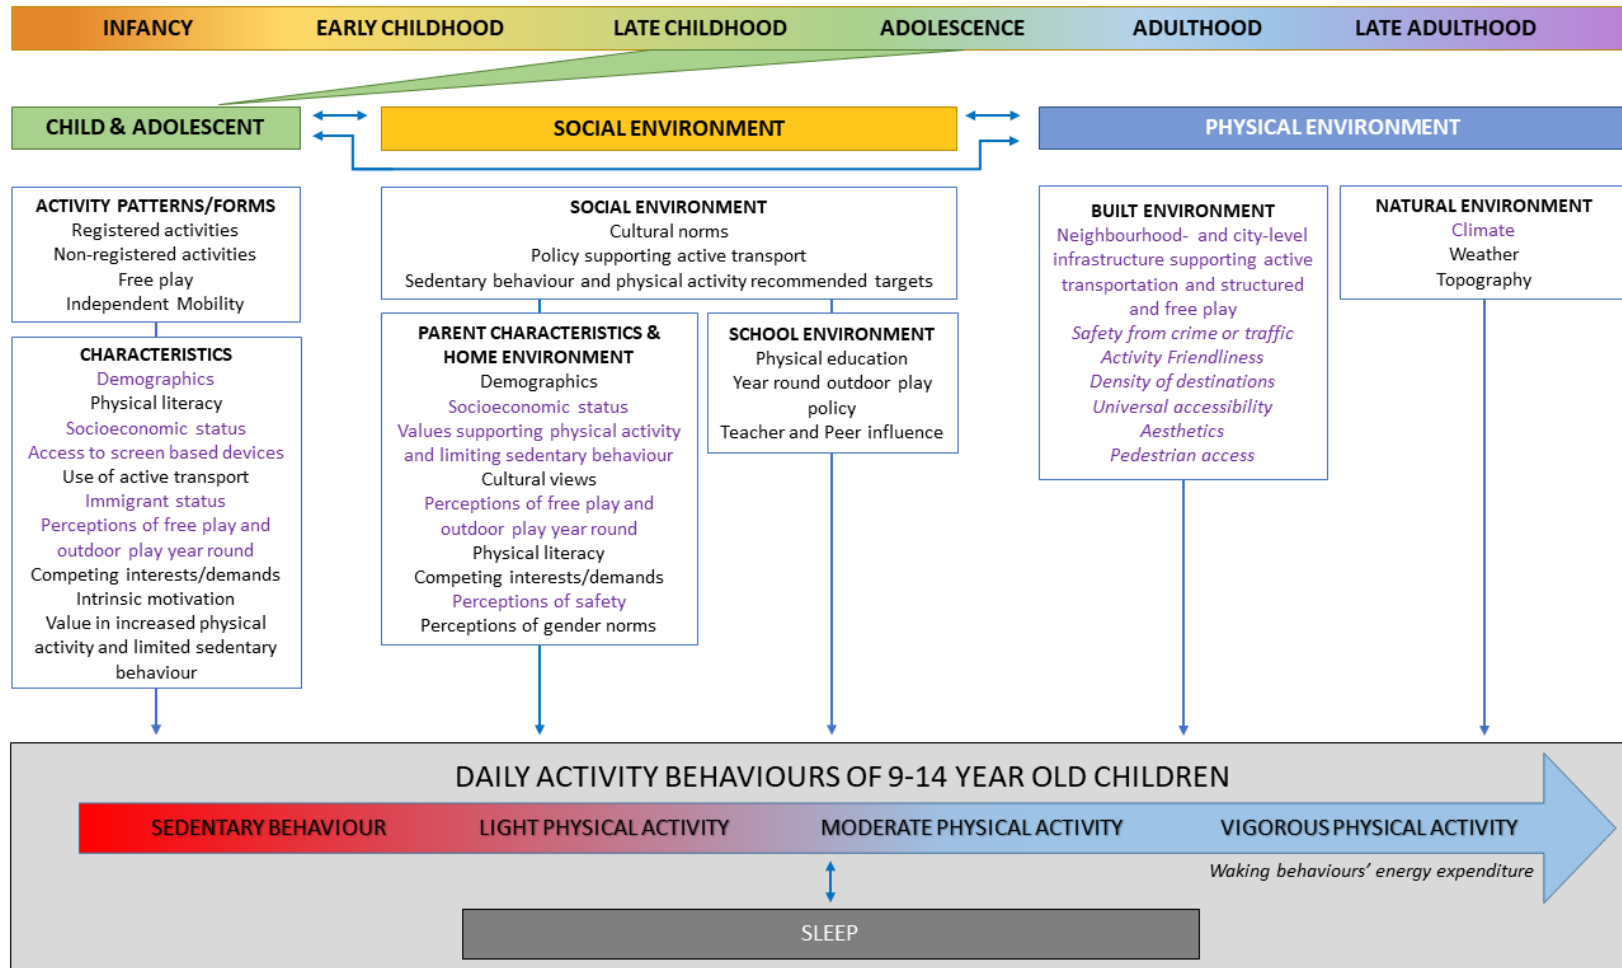 INFANCY
EARLY CHILDHOOD
LATE CHILDHOOD
ADOLESCENCE
ADULTHOOD
LATE ADULTHOOD
CHILD & ADOLESCENT
SOCIAL ENVIRONMENT
PHYSICAL ENVIRONMENT
ACTIVITY PATTERNS/FORMS
Registered activities
Non-registered activities
Free play
Independent Mobility
CHARACTERISTICS
Demographics
Physical literacy
Socioeconomic status
Access to screen based devices
Use of active transport
Immigrant status
Perceptions of free play and
outdoor play year round
Competing interests/demands
Intrinsic motivation
Value in increased physical
activity and limited sedentary
behaviour
SOCIAL ENVIRONMENT
Cultural norms
Policy supporting active transport
Sedentary behaviour and physical activity recommended targets
PARENT CHARACTERISTICS &
HOME ENVIRONMENT
Demographics
Socioeconomic status
Values supporting physical activity
and limiting sedentary behaviour
Cultural views
Perceptions of free play and
outdoor play year round
Physical literacy
Competing interests/demands
Perceptions of safety
Perceptions of gender norms
SCHOOL ENVIRONMENT
Physical education
Year round outdoor play
policy
Teacher and Peer influence
BUILT ENVIRONMENT
Neighbourhood- and city-level
infrastructure supporting active
transportation and structured
and free play
Safety from crime or traffic
Activity Friendliness
Density of destinations
Universal accessibility
Aesthetics
Pedestrian access
NATURAL ENVIRONMENT
Climate
Weather
Topography
DAILY ACTIVITY BEHAVIOURS OF 9-14 YEAR OLD CHILDREN
SEDENTARY BEHAVIOUR
LIGHT PHYSICAL ACTIVITY
MODERATE PHYSICAL ACTIVITY
VIGOROUS PHYSICAL ACTIVITY
Waking behaviours' energy expenditure
SLEEP